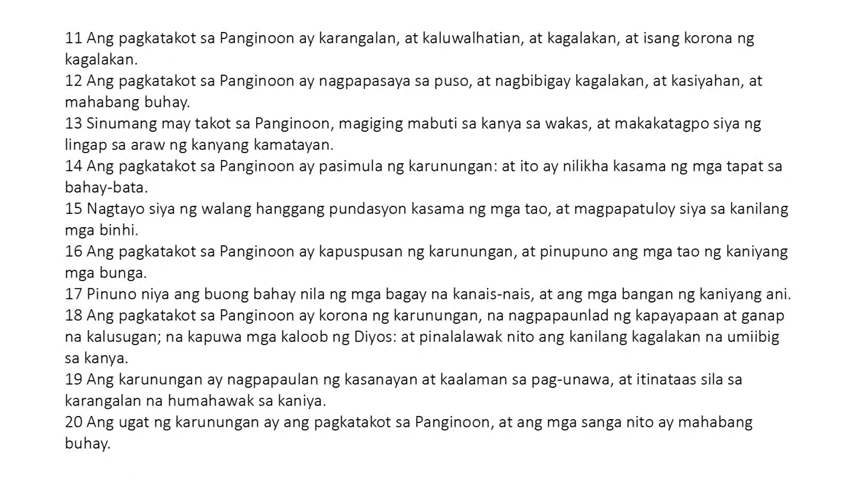 11 Ang pagkatakot sa Panginoon ay karangalan, at kaluwalhatian, at kagalakan, at isang korona ng
kagalakan.
12 Ang pagkatakot sa Panginoon ay nagpapasaya sa puso, at nagbibigay kagalakan, at kasiyahan, at
mahabang buhay.
13 Sinumang may takot sa Panginoon, magiging mabuti sa kanya sa wakas, at makakatagpo siya ng
lingap sa araw ng kanyang kamatayan.
14 Ang pagkatakot sa Panginoon ay pasimula ng karunungan: at ito ay nilikha kasama ng mga tapat sa
bahay-bata.
15 Nagtayo siya ng walang hanggang pundasyon kasama ng mga tao, at magpapatuloy siya sa kanilang
mga binhi.
16 Ang pagkatakot sa Panginoon ay kapuspusan ng karunungan, at pinupuno ang mga tao ng kaniyang
mga bunga.
17 Pinuno niya ang buong bahay nila ng mga bagay na kanais-nais, at ang mga bangan ng kaniyang ani.
18 Ang pagkatakot sa Panginoon ay korona ng karunungan, na nagpapaunlad ng kapayapaan at ganap
na kalusugan; na kapuwa mga kaloob ng Diyos: at pinalalawak nito ang kanilang kagalakan na umiibig
sa kanya.
19 Ang karunungan ay nagpapaulan ng kasanayan at kaalaman sa pag-unawa, at itinataas sila sa
karangalan na humahawak sa kaniya.
20 Ang ugat ng karunungan ay ang pagkatakot sa Panginoon, at ang mga sanga nito ay mahabang
buhay.